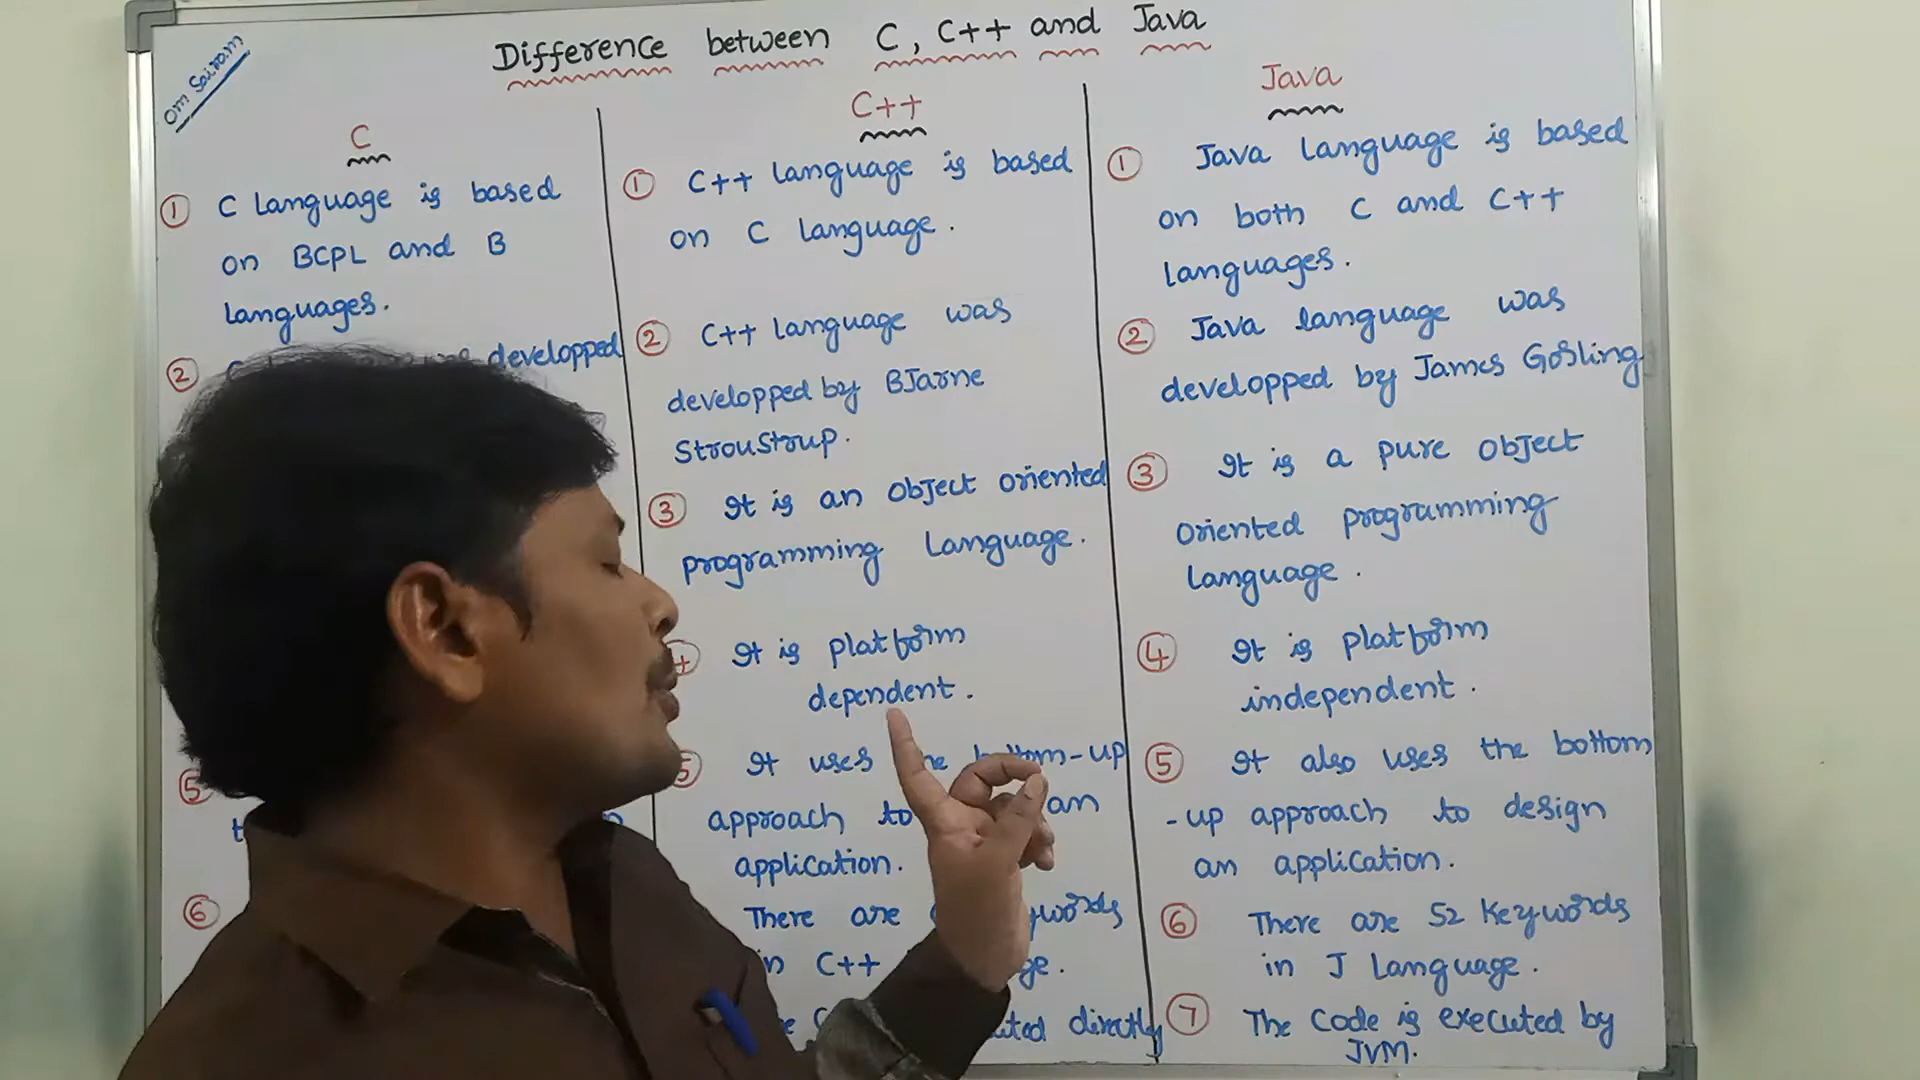 Difference between C, C++ and Java
Om Sairam
C
① C Language is based
on BCPL and B
languages.
② developped
⑤
⑥
C++
① C++ language is based
on C language.
② C++ language was
developped by BJarne
StrouStrup.
③ It is an ObJect oriented
programming Language.
It is platform
dependent.
It uses bottom-up
approach to an
application.
There are
in C++
directly
Java
① Java language is based
on both C and C++
languages.
② Java language was
developped by James Gosling
③ It is a pure ObJect
Oriented programming
Language.
④ It is platform
independent.
⑤ It also uses the bottom
-up approach to design
an application.
⑥ There are 52 Keywords
in J Language.
⑦ The Code is executed by
JVM.